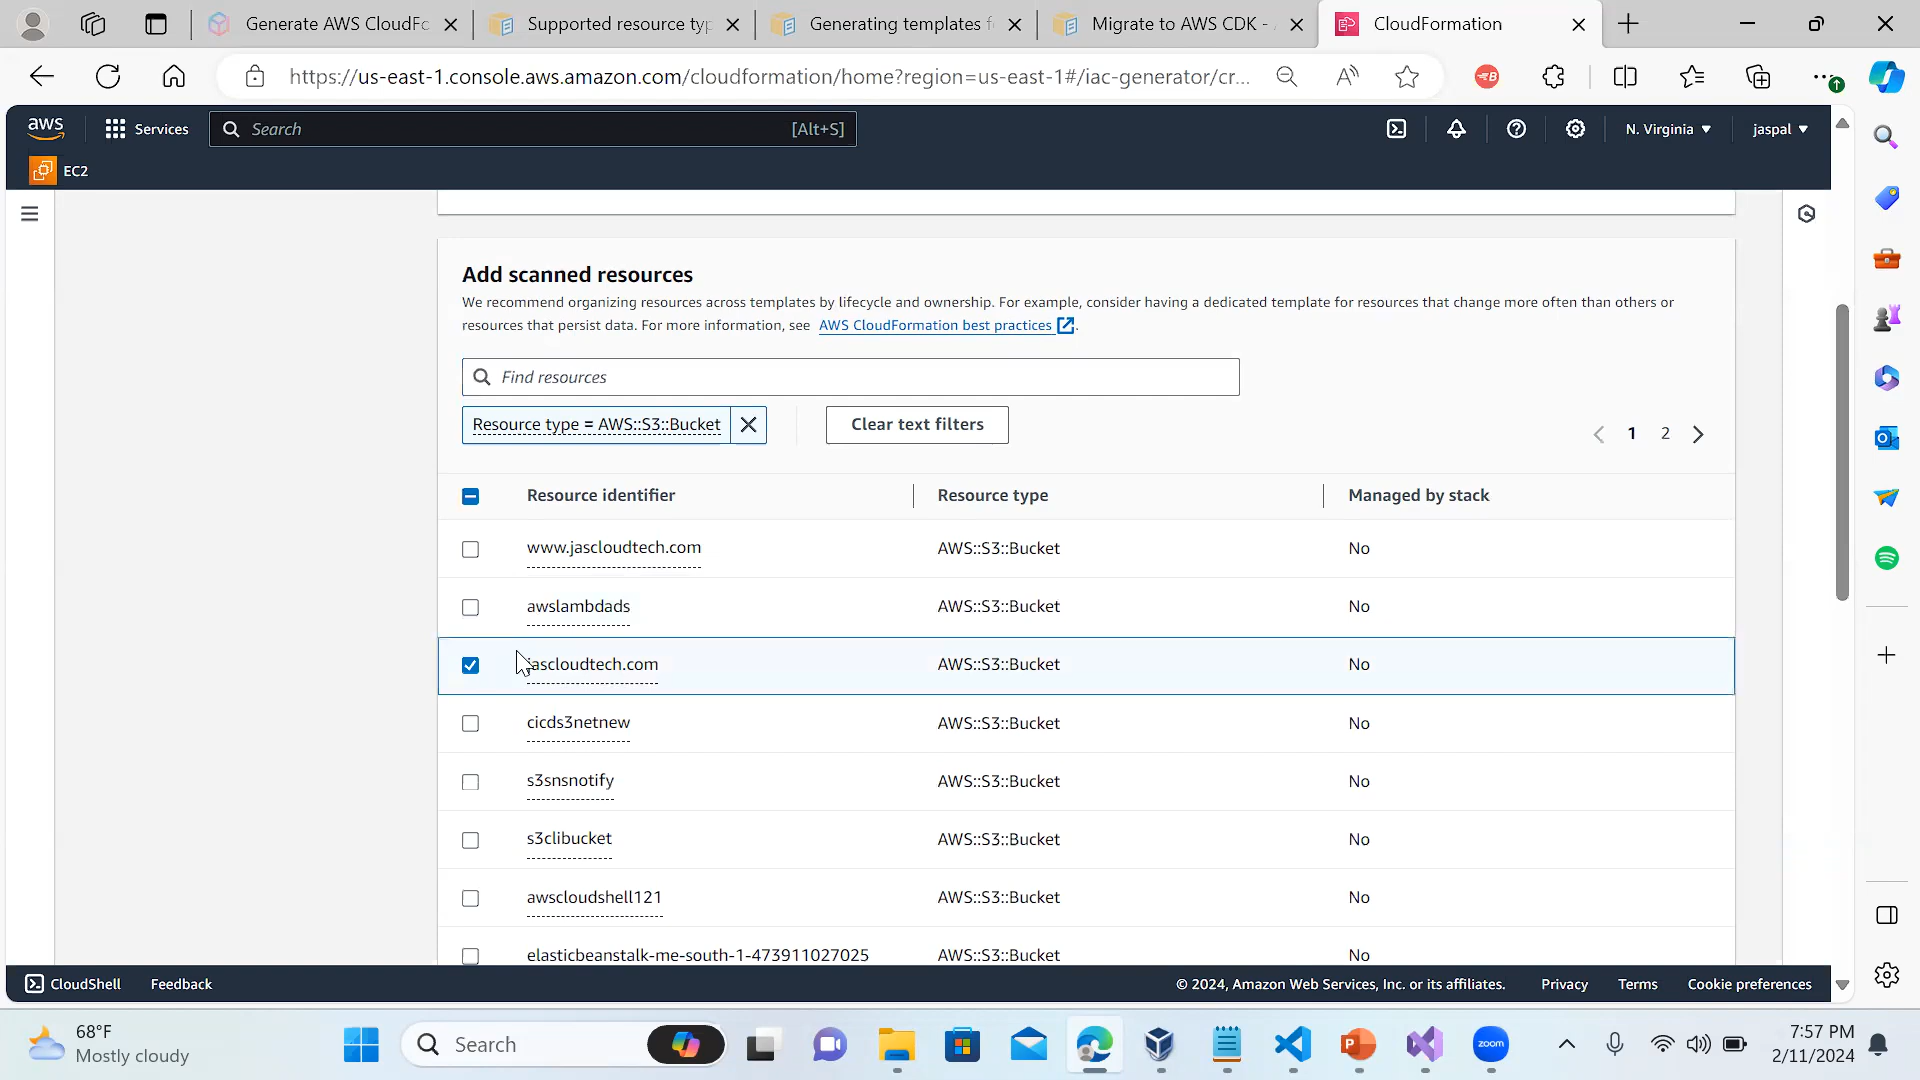 Generate AWS CloudFc
Supported resource typ
Generating templates f
Migrate to AWS CDK -
CloudFormation
https://us-east-1.console.aws.amazon.com/cloudformation/home?region=us-east-1#/iac-generator/cr...
aws
Services
Search
[Alt+S]
N. Virginia
jaspal
EC2
Add scanned resources
We recommend organizing resources across templates by lifecycle and ownership. For example, consider having a dedicated template for resources that change more often than others or
resources that persist data. For more information, see AWS CloudFormation best practices.
Find resources
Resource type = AWS::S3::Bucket
Clear text filters
1 2
Resource identifier Resource type Managed by stack
www.jascloudtech.com AWS::S3::Bucket No
awslambdads AWS::S3::Bucket No
jascloudtech.com AWS::S3::Bucket No
cicds3netnew AWS::S3::Bucket No
s3snsnotify AWS::S3::Bucket No
s3clibucket AWS::S3::Bucket No
awscloudshell121 AWS::S3::Bucket No
elasticbeanstalk-me-south-1-473911027025 AWS::S3::Bucket No
CloudShell Feedback © 2024, Amazon Web Services, Inc. or its affiliates. Privacy Terms Cookie preferences
68°F
Mostly cloudy
Search
zoom
7:57 PM
2/11/2024